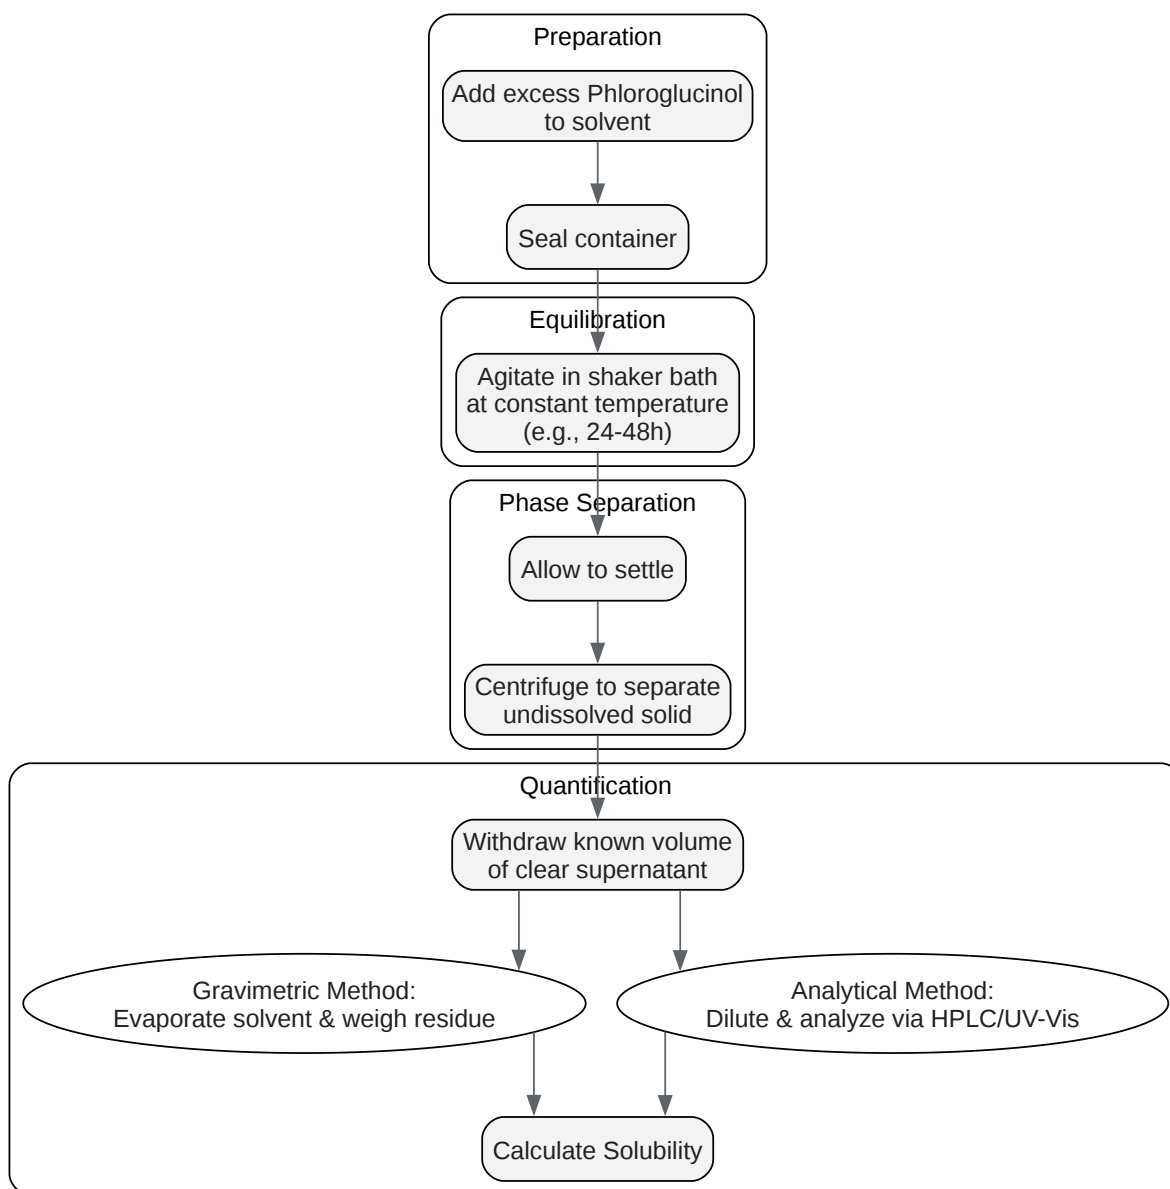 Preparation
Add excess Phloroglucinol
to solvent
Seal container
Equilibration
Agitate in shaker bath
at constant temperature
(e.g., 24-48h)
Phase Separation
Allow to settle
Centrifuge to separate
undissolved solid
Quantification
Withdraw known volume
of clear supernatant
Gravimetric Method:
Evaporate solvent & weigh residue
Analytical Method:
Dilute & analyze via HPLC/UV-Vis
Calculate Solubility